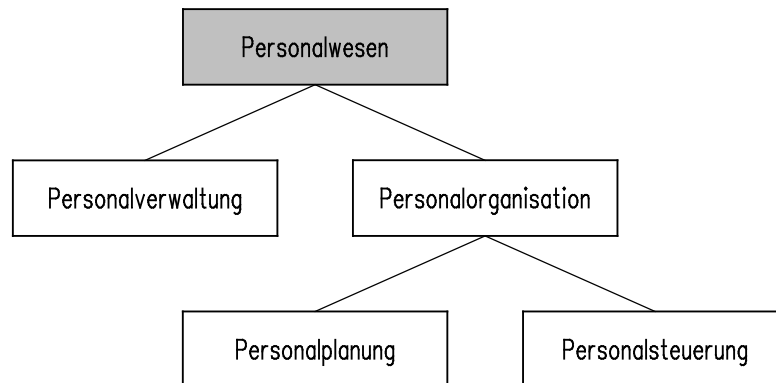 Personalwesen
Personalverwaltung
Personalorganisation
Personalplanung
Personalsteuerung